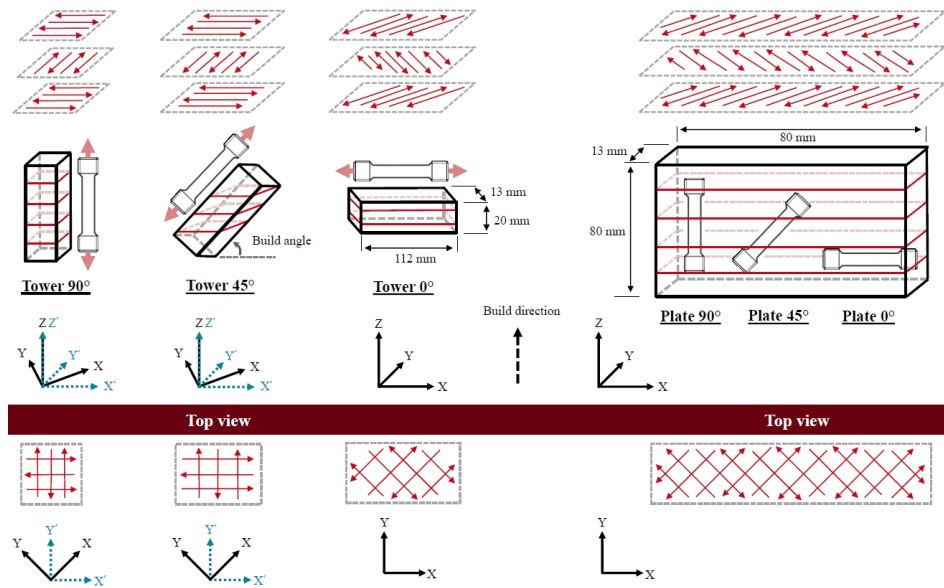 80 mm
13 mm
13 mm
20 mm
80 mm
Build angle
112 mm
Tower 90°
Tower 45°
Tower 0°
Plate 90°
Plate 45°
Plate 0°
Build direction
Z Z′
Y
Y′
X
X′
Z Z′
Y
Y′
X
X′
Z
Y
X
Z
Y
X
Top view
Top view
Y
Y′
X
X′
Y
Y′
X
X′
Y
X
Y
X